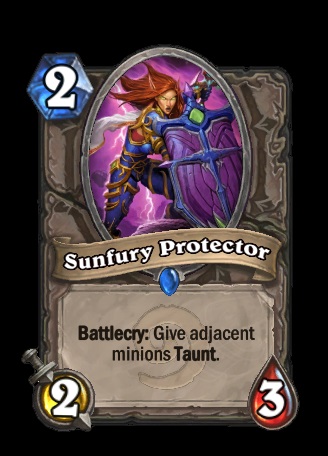 2
Sunfury Protector
Battlecry: Give adjacent
minions Taunt.
2
3